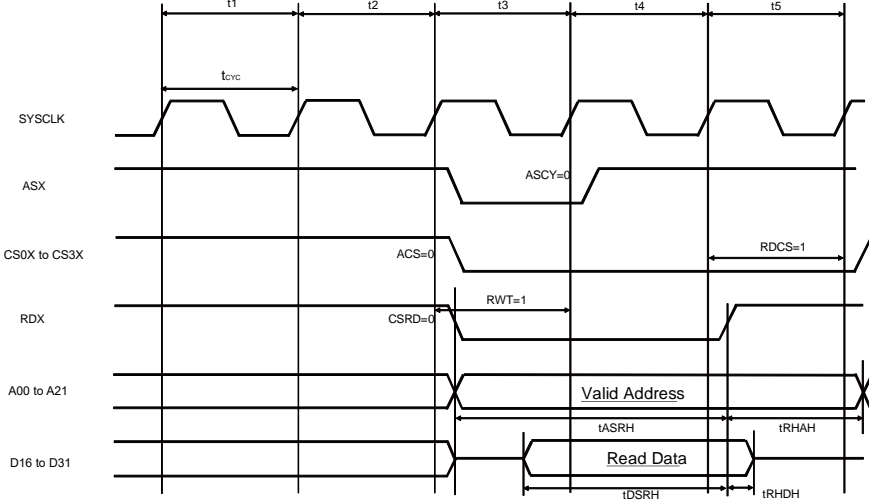 t1 t2 t3 t4 t5
tCYC
SYSCLK
ASX
ASCY=0
CS0X to CS3X
ACS=0
RDCS=1
RDX
CSRD=0
RWT=1
A00 to A21
Valid Address
tASRH
tRHAH
D16 to D31
Read Data
tDSRH
tRHDH